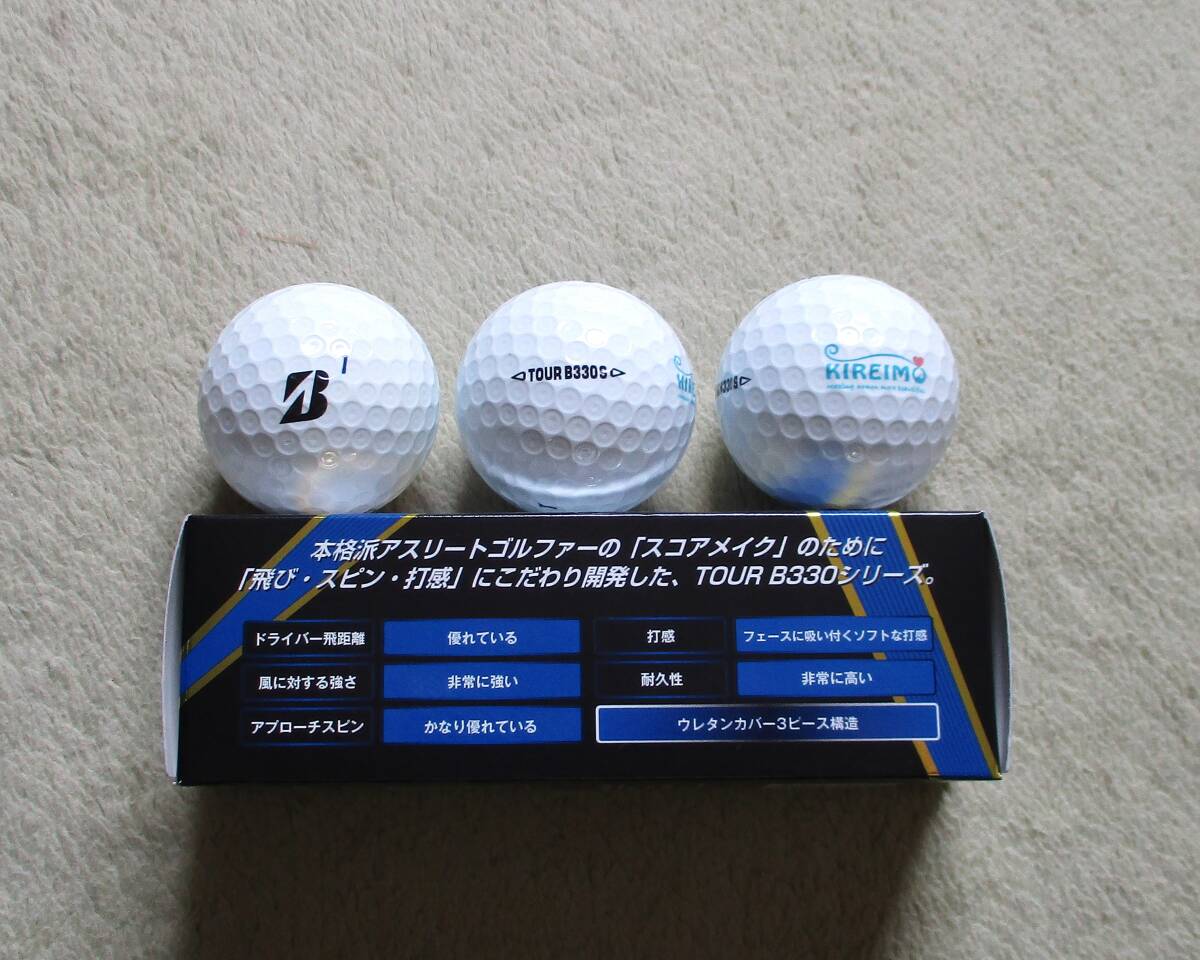 B
1
TOUR B330S
KIREIMO
本格派アスリートゴルファーの「スコアメイク」のために
「飛び・スピン・打感」にこだわり開発した、TOUR B330シリーズ。
ドライバー飛距離 優れている 打感 フェースに吸い付くソフトな打感
風に対する強さ 非常に強い 耐久性 非常に高い
アプローチスピン かなり優れている ウレタンカバー3ピース構造